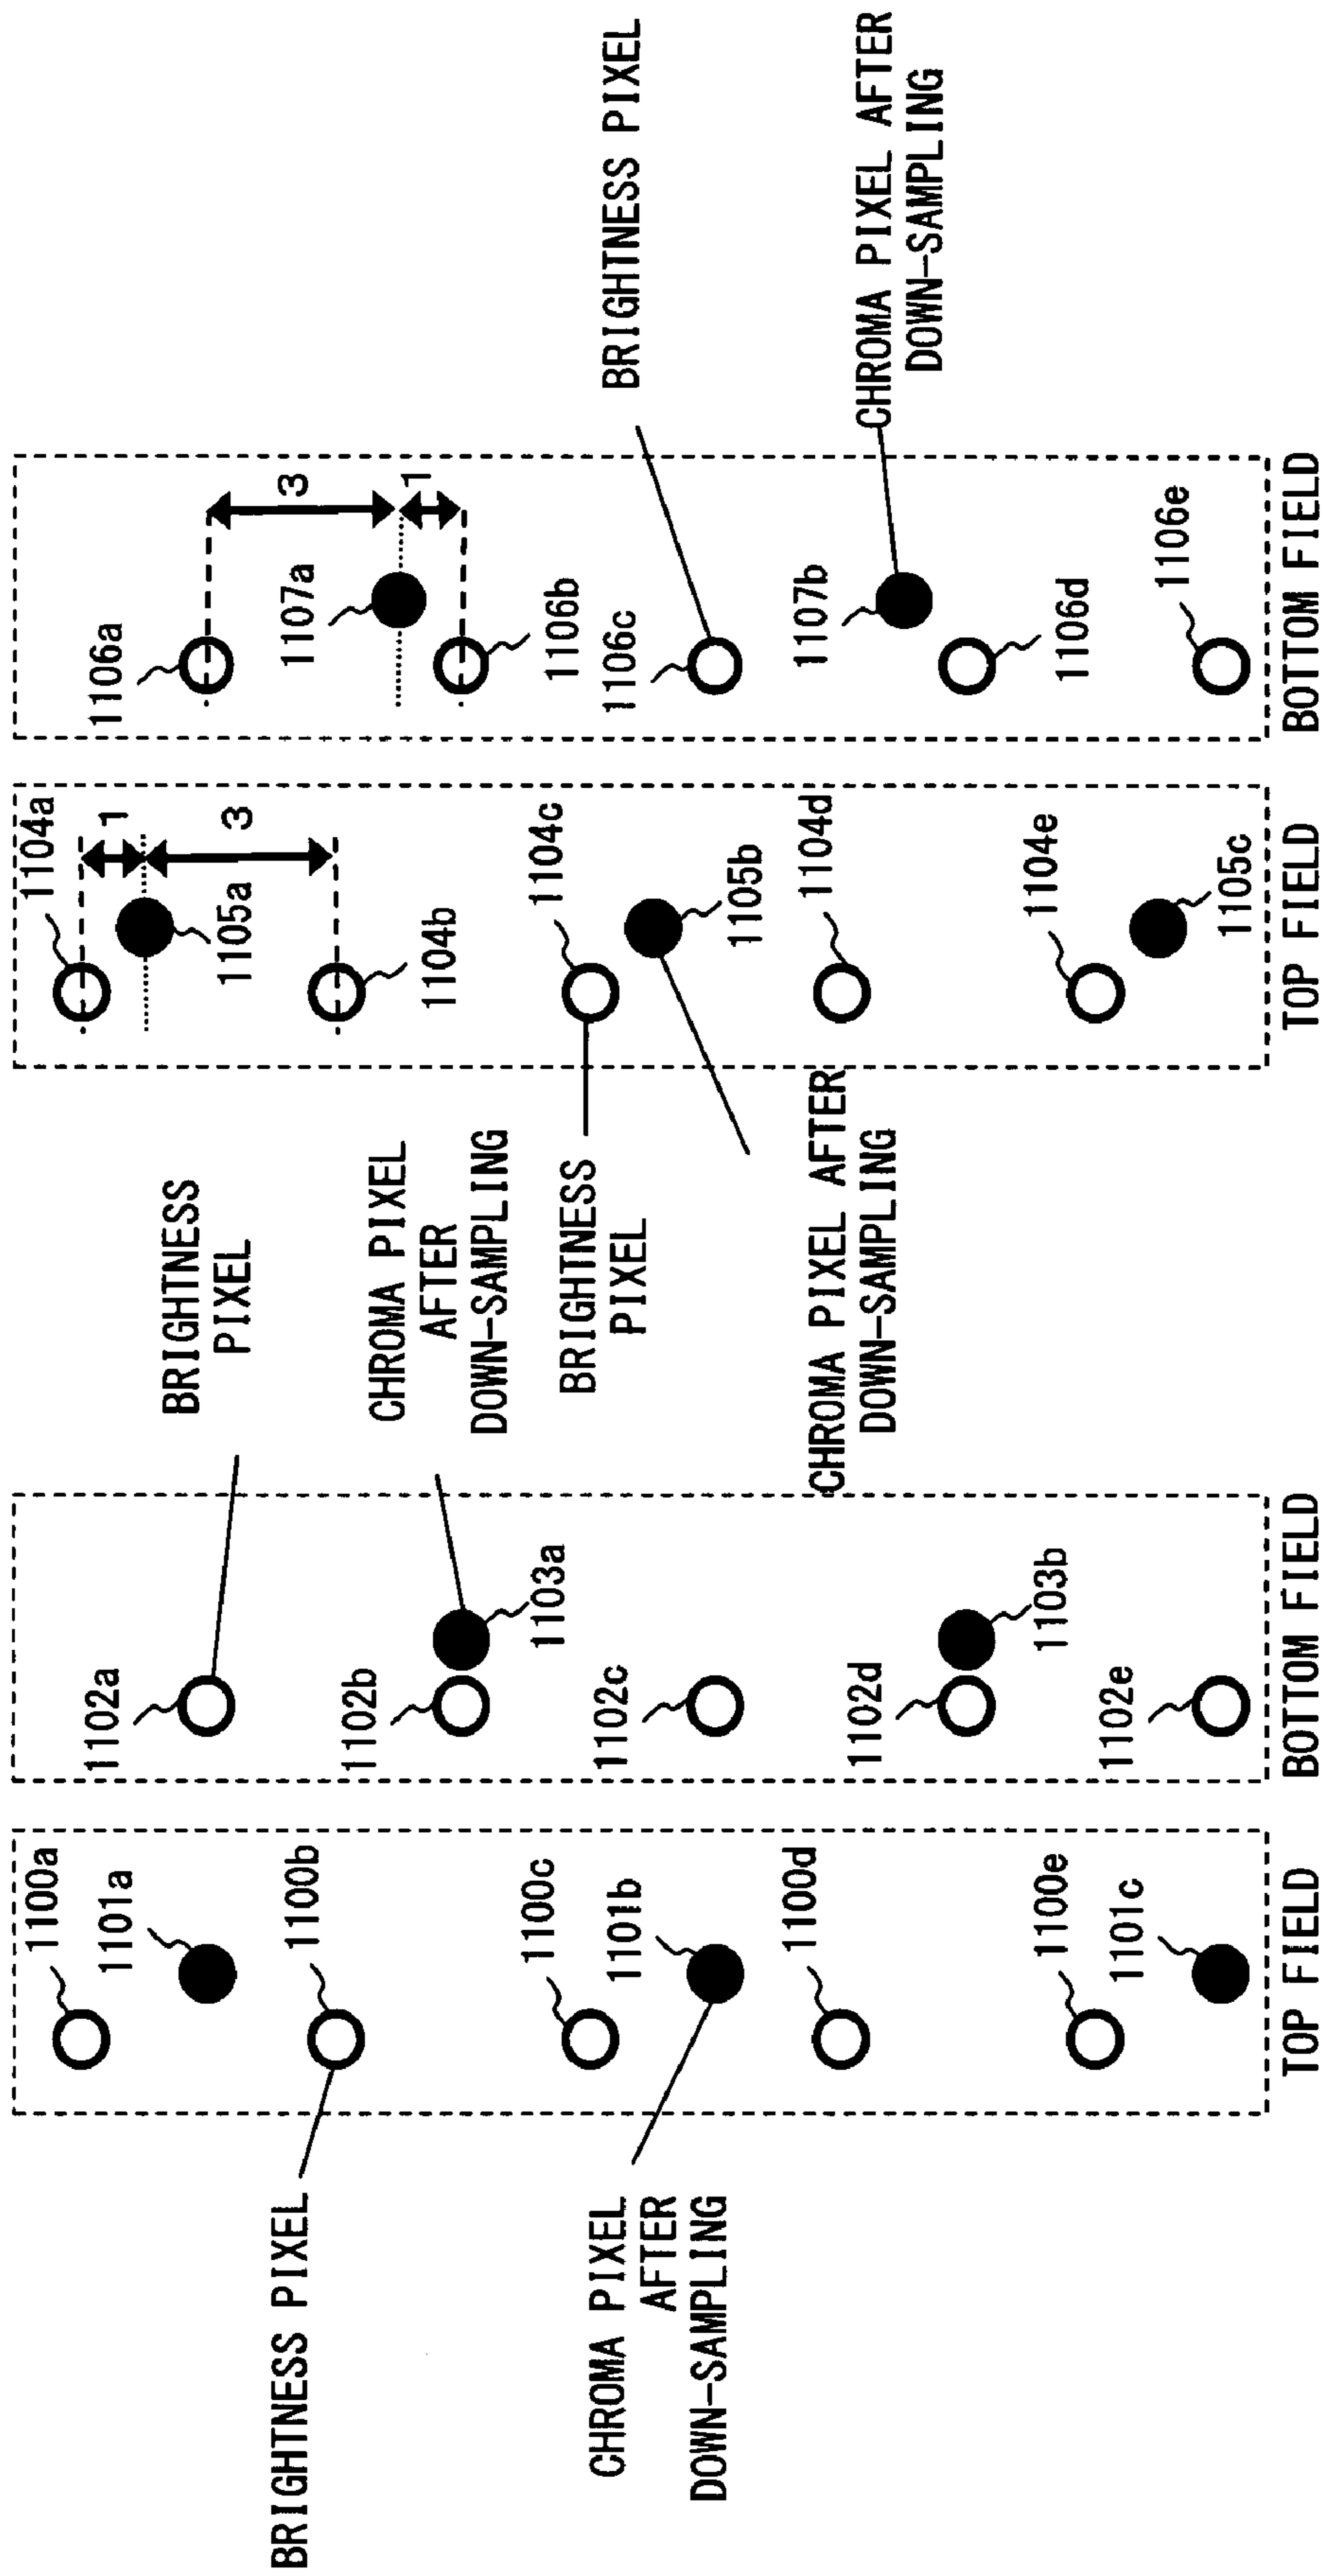 BRIGHTNESS PIXEL
CHROMA PIXEL
AFTER
DOWN-SAMPLING
1100a
1101a
1100b
1100c
1101b
1100d
1100e
1101c
TOP FIELD
BRIGHTNESS
PIXEL
CHROMA PIXEL
AFTER
DOWN-SAMPLING
1102a
1102b
1103a
1102c
1102d
1103b
1102e
BOTTOM FIELD
BRIGHTNESS
PIXEL
CHROMA PIXEL AFTER
DOWN-SAMPLING
1104a
1
1105a
3
1104b
1104c
1105b
1104d
1104e
1105c
TOP FIELD
1106a
3
1107a
1
1106b
1106c
1107b
1106d
1106e
BOTTOM FIELD
BRIGHTNESS PIXEL
CHROMA PIXEL AFTER
DOWN-SAMPLING